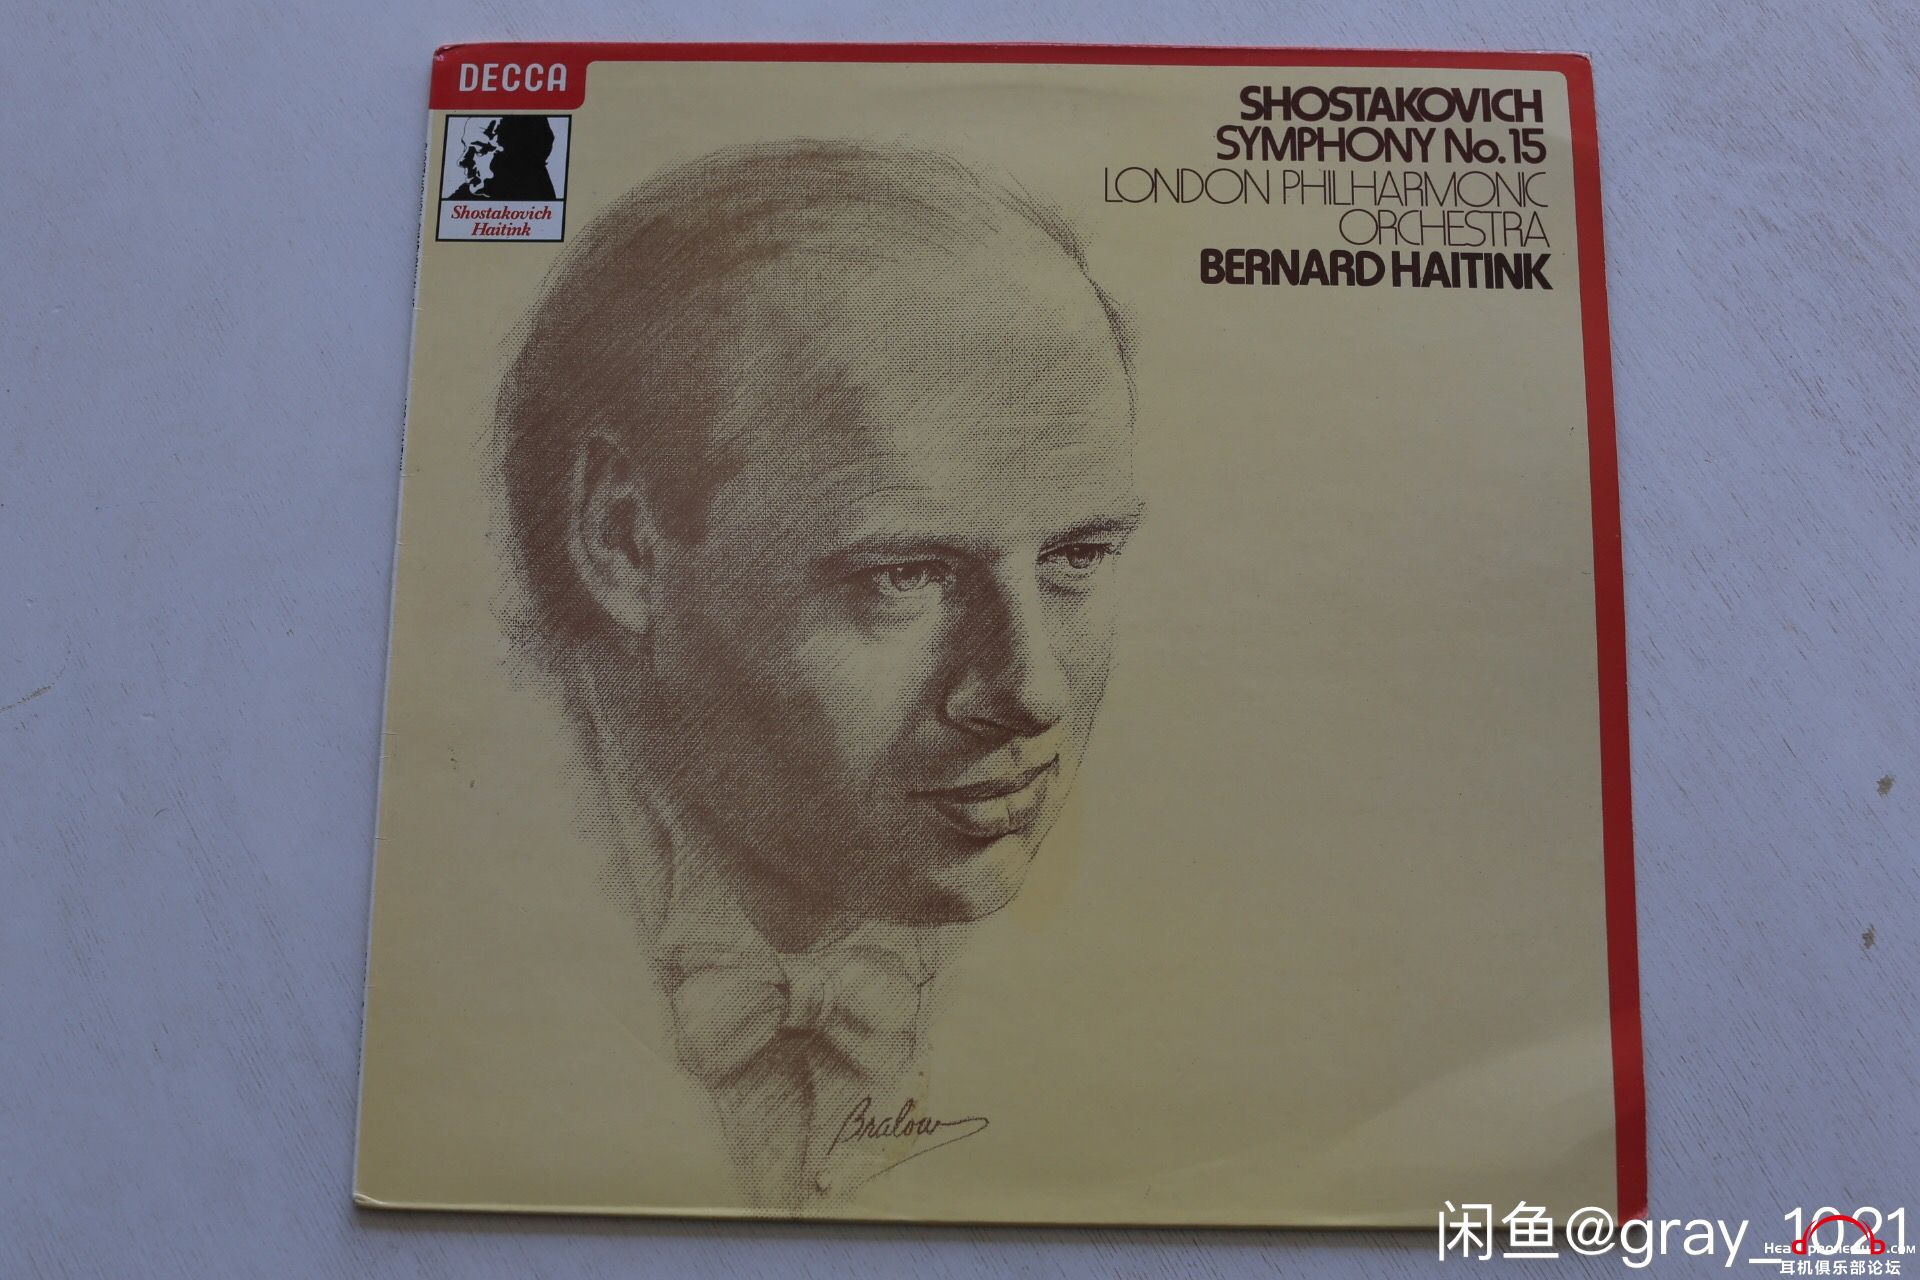 DECCA
Shostakovich
Haitink
SHOSTAKOVICH
SYMPHONY No.15
LONDON PHILHARMONIC
ORCHESTRA
BERNARD HAITINK
Bralow
闲鱼@gray_1021
耳机俱乐部论坛